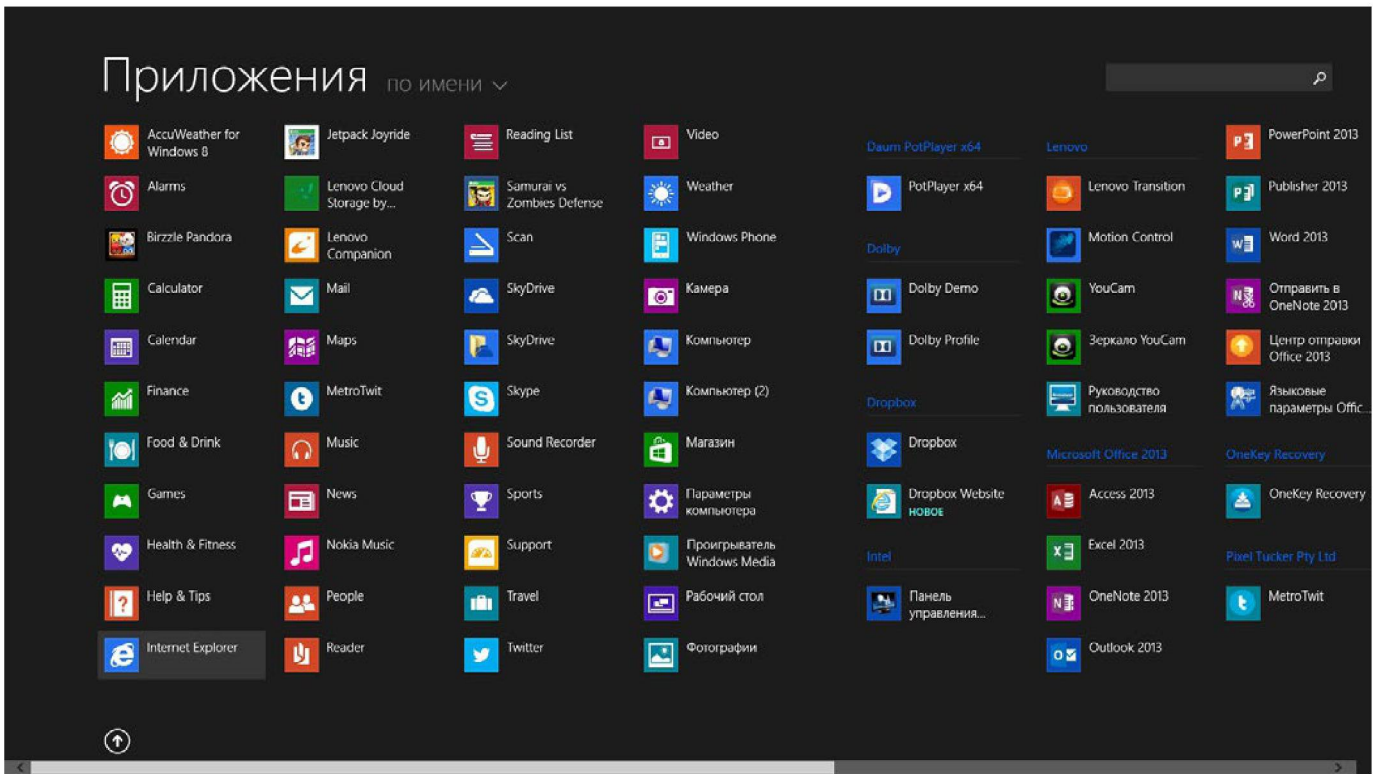 Приложения по имени
AccuWeather for
Windows 8
Alarms
Birzzle Pandora
Calculator
Calendar
Finance
Food & Drink
Games
Health & Fitness
Help & Tips
Internet Explorer
Jetpack Joyride
Lenovo Cloud
Storage by...
Lenovo
Companion
Mail
Maps
MetroTwit
Music
News
Nokia Music
People
Reader
Reading List
Samurai vs
Zombies Defense
Scan
SkyDrive
SkyDrive
Skype
Sound Recorder
Sports
Support
Travel
Twitter
Video
Weather
Windows Phone
Камера
Компьютер
Компьютер (2)
Магазин
Параметры
компьютера
Проигрыватель
Windows Media
Рабочий стол
Фотографии
Daum PotPlayer x64
PotPlayer x64
Dolby
Dolby Demo
Dolby Profile
Dropbox
Dropbox
Dropbox Website
НОВОЕ
Intel
Панель
управления...
Lenovo
Lenovo Transition
Motion Control
YouCam
Зеркало YouCam
Руководство
пользователя
Microsoft Office 2013
Access 2013
Excel 2013
OneNote 2013
Outlook 2013
PowerPoint 2013
Publisher 2013
Word 2013
Отправить в
OneNote 2013
Центр отправки
Office 2013
Языковые
параметры Offic...
OneKey Recovery
OneKey Recovery
Pixel Tucker Pty Ltd
MetroTwit